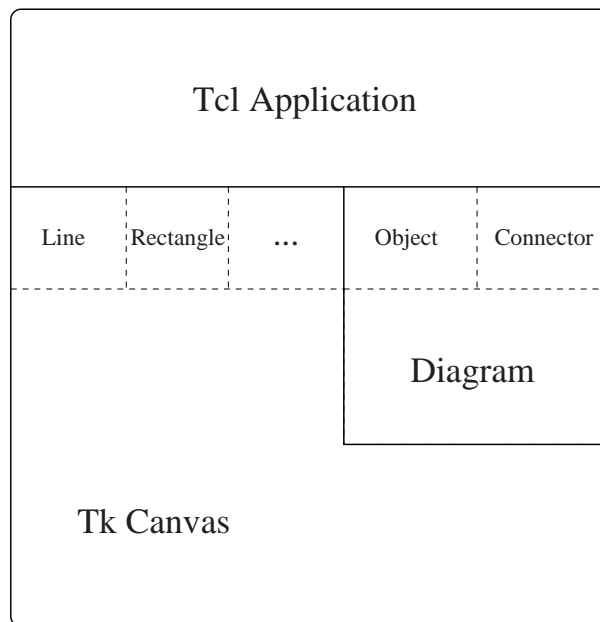 Tcl Application
Line Rectangle ... Object Connector
Diagram
Tk Canvas